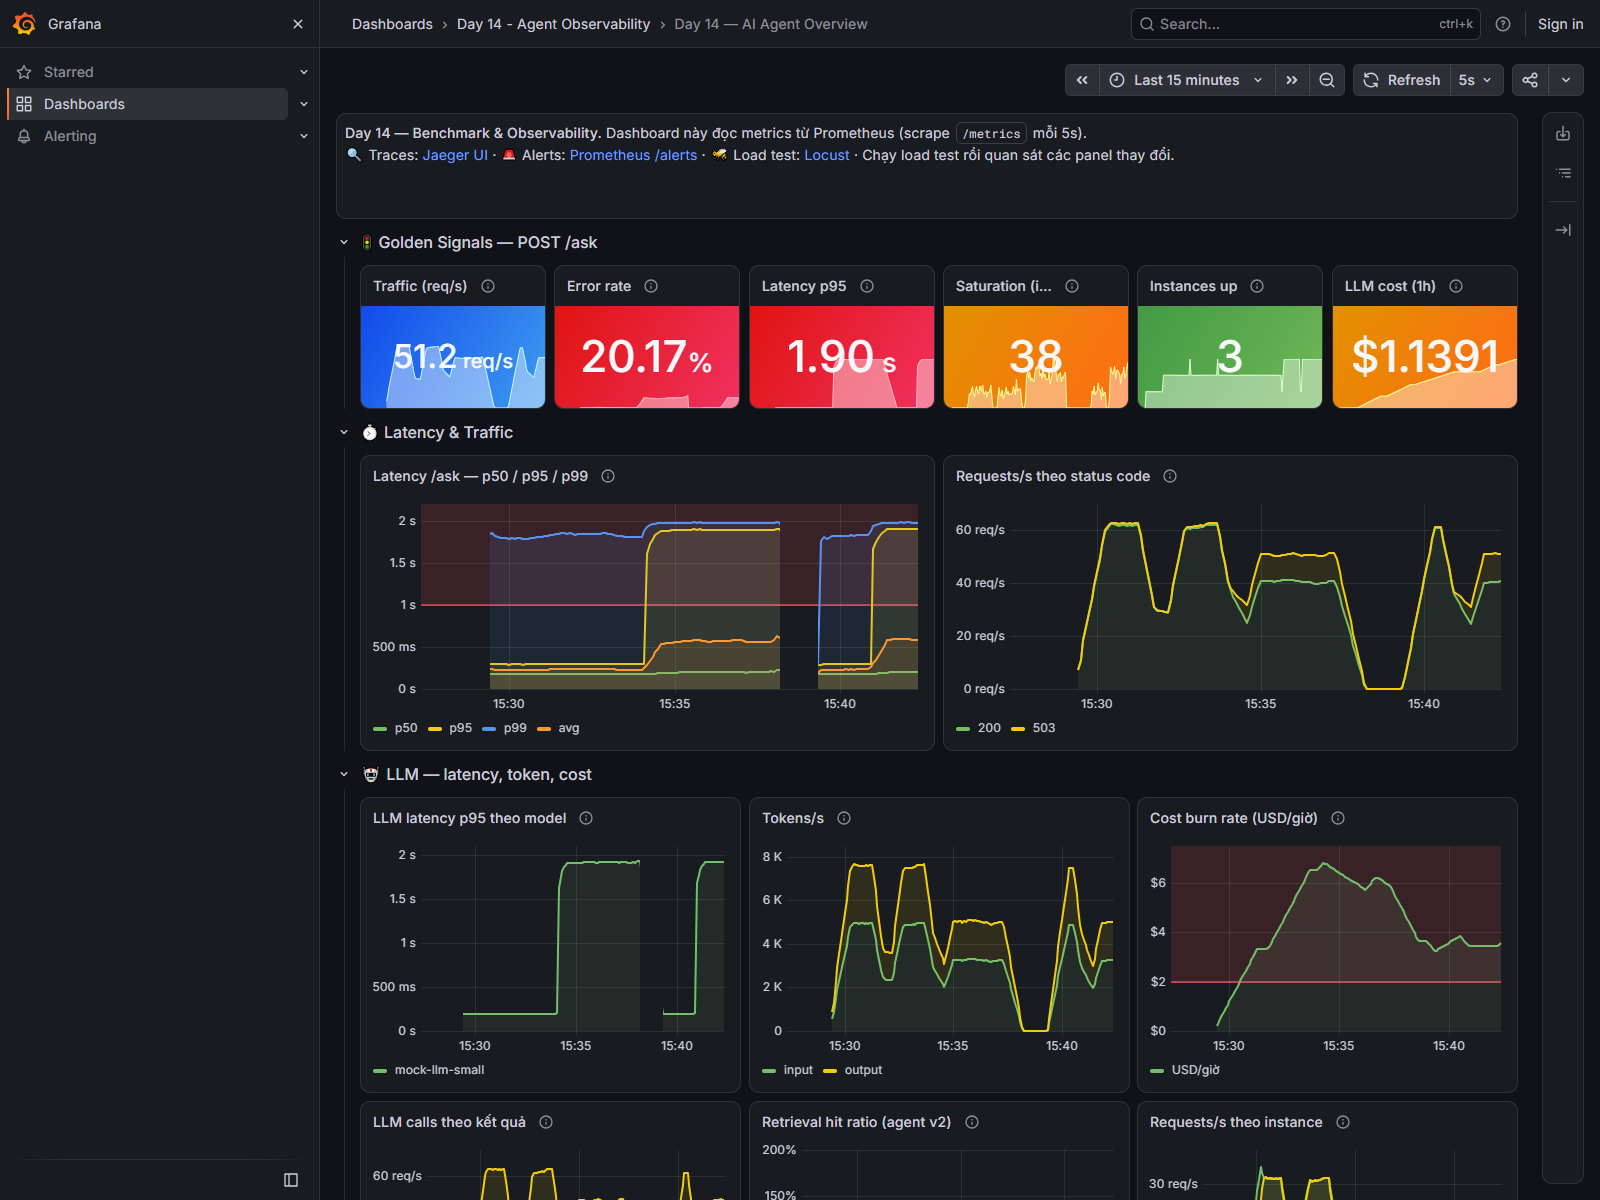 Grafana
Dashboards › Day 14 - Agent Observability › Day 14 — AI Agent Overview
Search... ctrl+k
Sign in
Starred
Dashboards
Alerting
Last 15 minutes
Refresh 5s
Day 14 — Benchmark & Observability. Dashboard này đọc metrics từ Prometheus (scrape /metrics mỗi 5s).
Traces: Jaeger UI · Alerts: Prometheus /alerts · Load test: Locust · Chạy load test rồi quan sát các panel thay đổi.
Golden Signals — POST /ask
Traffic (req/s)
51.2 req/s
Error rate
20.17%
Latency p95
1.90 s
Saturation (i...
38
Instances up
3
LLM cost (1h)
$1.1391
Latency & Traffic
Latency /ask — p50 / p95 / p99
2 s
1.5 s
1 s
500 ms
0 s
15:30 15:35 15:40
p50 p95 p99 avg
Requests/s theo status code
60 req/s
40 req/s
20 req/s
0 req/s
15:30 15:35 15:40
200 503
LLM — latency, token, cost
LLM latency p95 theo model
2 s
1.5 s
1 s
500 ms
0 s
15:30 15:35 15:40
mock-llm-small
Tokens/s
8 K
6 K
4 K
2 K
0
15:30 15:35 15:40
input output
Cost burn rate (USD/giờ)
$6
$4
$2
$0
15:30 15:35 15:40
USD/giờ
LLM calls theo kết quả
60 req/s
Retrieval hit ratio (agent v2)
200%
150%
Requests/s theo instance
30 req/s